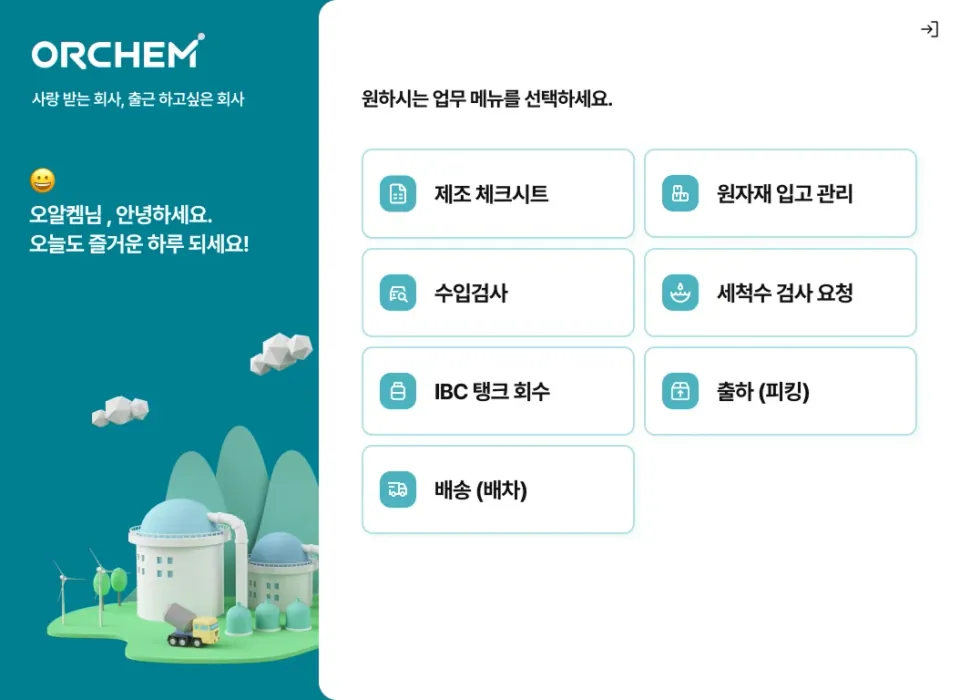 ORCHEM
사랑 받는 회사, 출근 하고싶은 회사
오알켐님 , 안녕하세요.
오늘도 즐거운 하루 되세요!
원하시는 업무 메뉴를 선택하세요.
제조 체크시트
원자재 입고 관리
수입검사
세척수 검사 요청
IBC 탱크 회수
출하 (피킹)
배송 (배차)